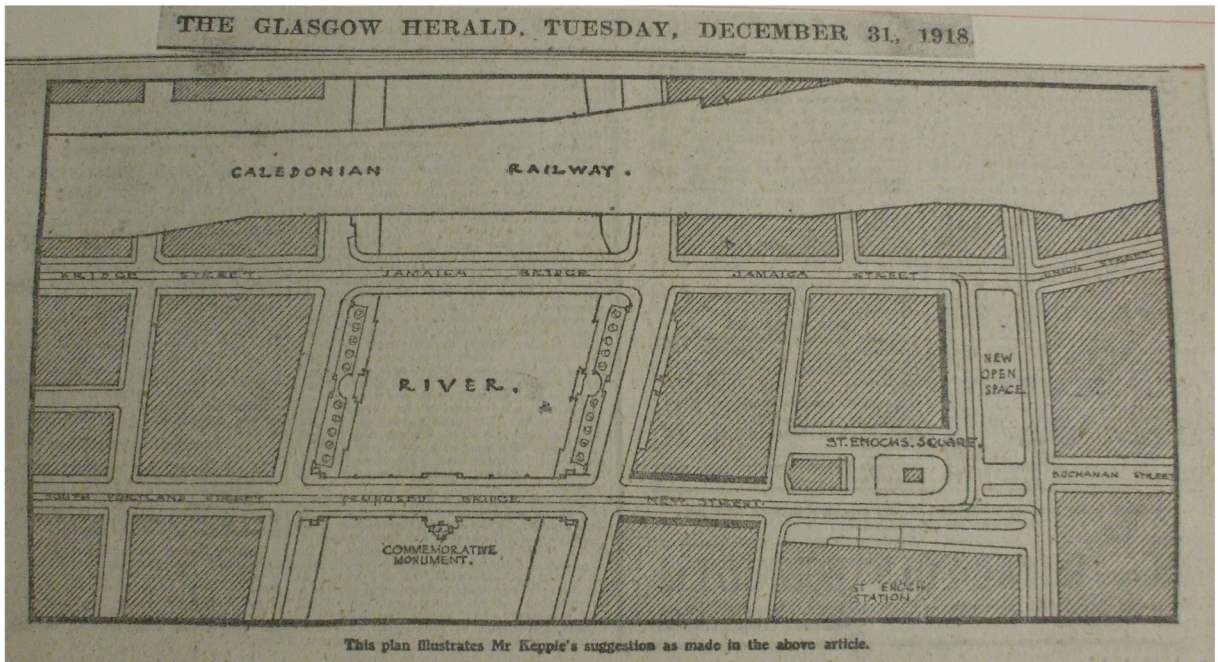 THE GLASGOW HERALD, TUESDAY, DECEMBER 31, 1918.
CALEDONIAN RAILWAY.
BRIDGE STREET JAMAICA BRIDGE JAMAICA STREET UNION STREET
RIVER.
NEW
OPEN
SPACE
ST. ENOCHS. SQUARE.
BUCHANAN STREET
SOUTH PORTLAND STREET PROPOSED BRIDGE NEW STREET.
COMMEMORATIVE
MONUMENT.
ST ENOCH
STATION.
This plan illustrates Mr Keppie's suggestion as made in the above article.